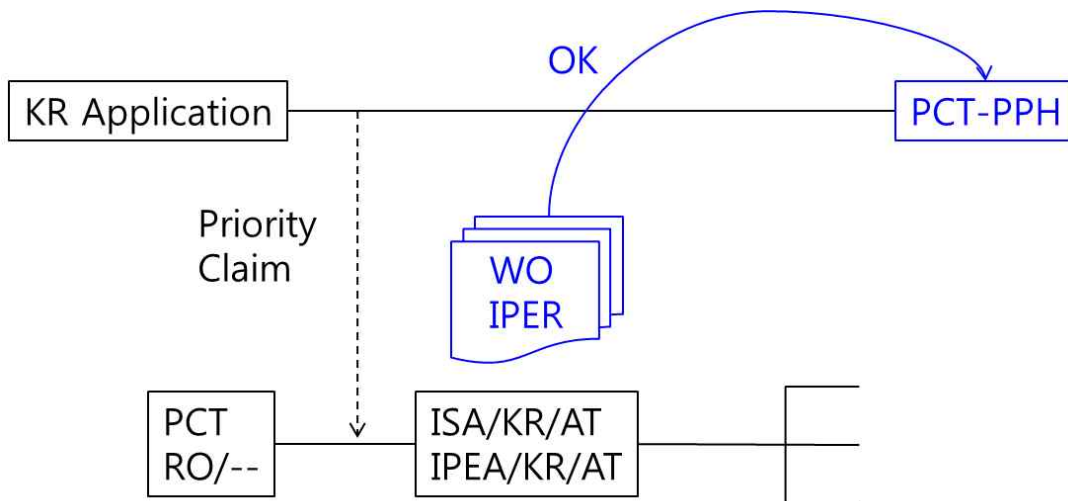 OK
KR Application
PCT-PPH
Priority
Claim
WO
IPER
PCT
RO/--
ISA/KR/AT
IPEA/KR/AT